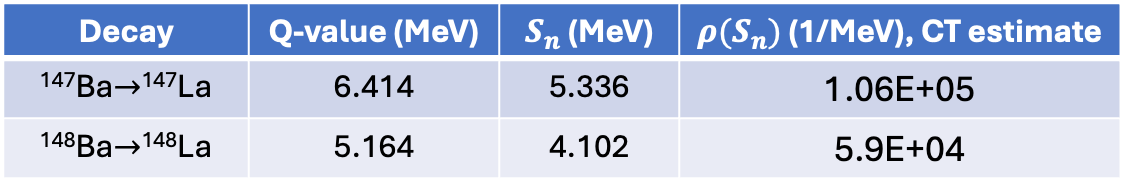 Decay Q-value (MeV) Sₙ (MeV) ρ(Sₙ) (1/MeV), CT estimate
¹⁴⁷Ba→¹⁴⁷La 6.414 5.336 1.06E+05
¹⁴⁸Ba→¹⁴⁸La 5.164 4.102 5.9E+04